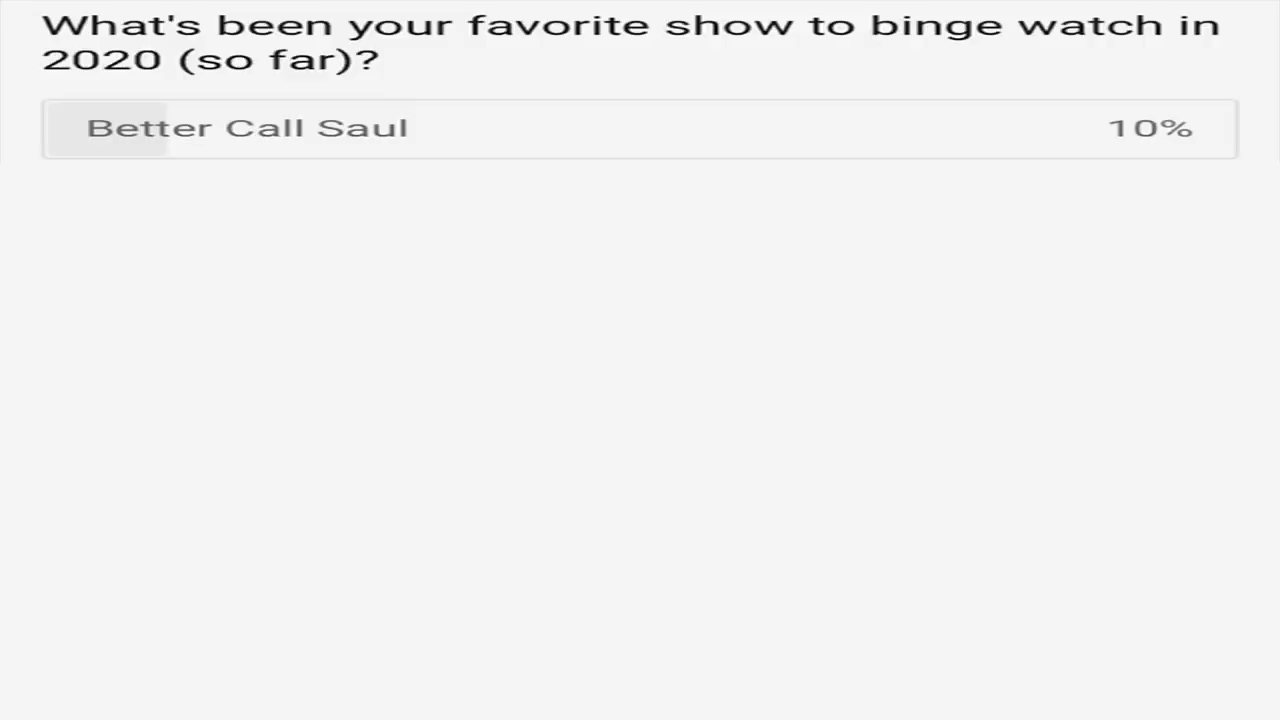 What's been your favorite show to binge watch in
2020 (so far)?
Better Call Saul 10%